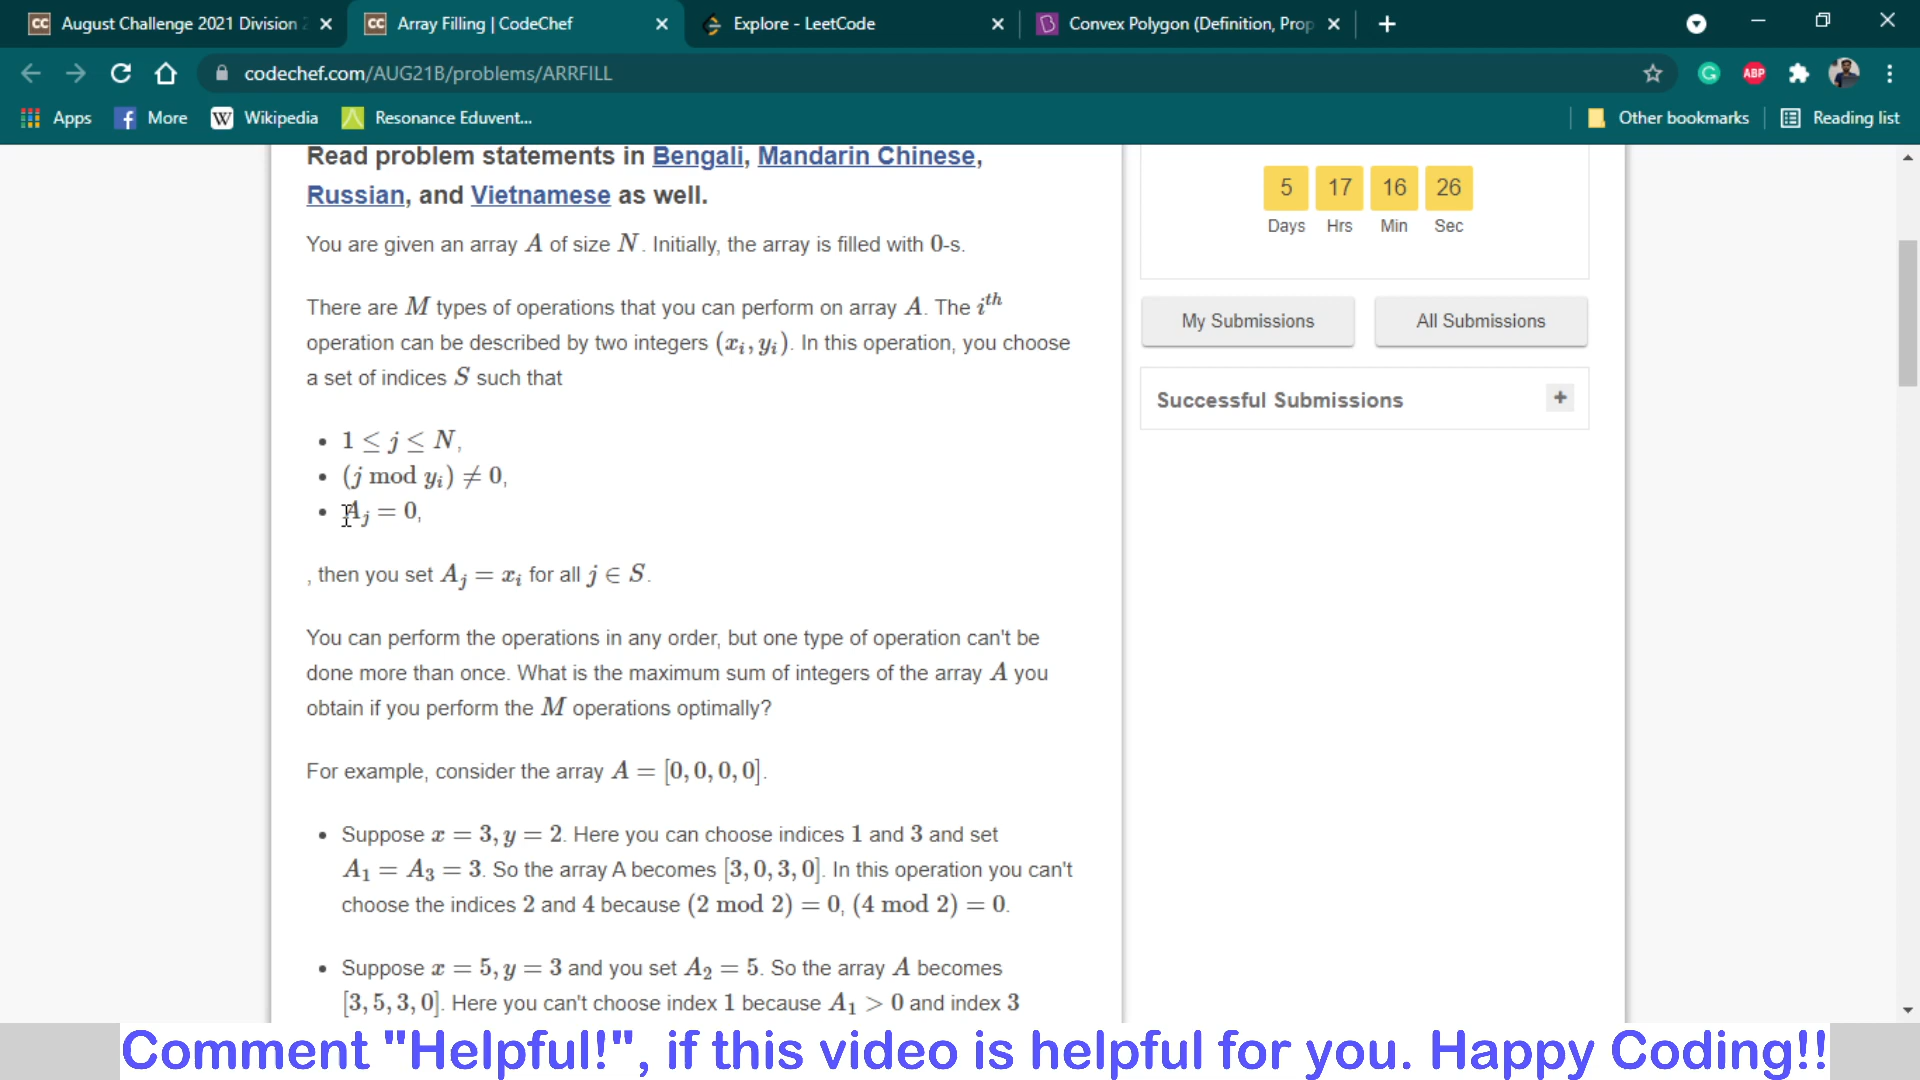 August Challenge 2021 Division 2
Array Filling | CodeChef
Explore - LeetCode
Convex Polygon (Definition, Prop
codechef.com/AUG21B/problems/ARRFILL
ABP
Apps
More
Wikipedia
Resonance Eduvent...
Other bookmarks
Reading list
Read problem statements in Bengali, Mandarin Chinese,
Russian, and Vietnamese as well.
You are given an array A of size N. Initially, the array is filled with 0-s.
There are M types of operations that you can perform on array A. The i^th
operation can be described by two integers (x_i, y_i). In this operation, you choose
a set of indices S such that
• 1 ≤ j ≤ N,
• (j mod y_i) ≠ 0,
• A_j = 0,
, then you set A_j = x_i for all j ∈ S.
You can perform the operations in any order, but one type of operation can't be
done more than once. What is the maximum sum of integers of the array A you
obtain if you perform the M operations optimally?
For example, consider the array A = [0, 0, 0, 0].
• Suppose x = 3, y = 2. Here you can choose indices 1 and 3 and set
A_1 = A_3 = 3. So the array A becomes [3, 0, 3, 0]. In this operation you can't
choose the indices 2 and 4 because (2 mod 2) = 0, (4 mod 2) = 0.
• Suppose x = 5, y = 3 and you set A_2 = 5. So the array A becomes
[3, 5, 3, 0]. Here you can't choose index 1 because A_1 > 0 and index 3
5 17 16 26
Days Hrs Min Sec
My Submissions
All Submissions
Successful Submissions
+
Comment "Helpful!", if this video is helpful for you. Happy Coding!!